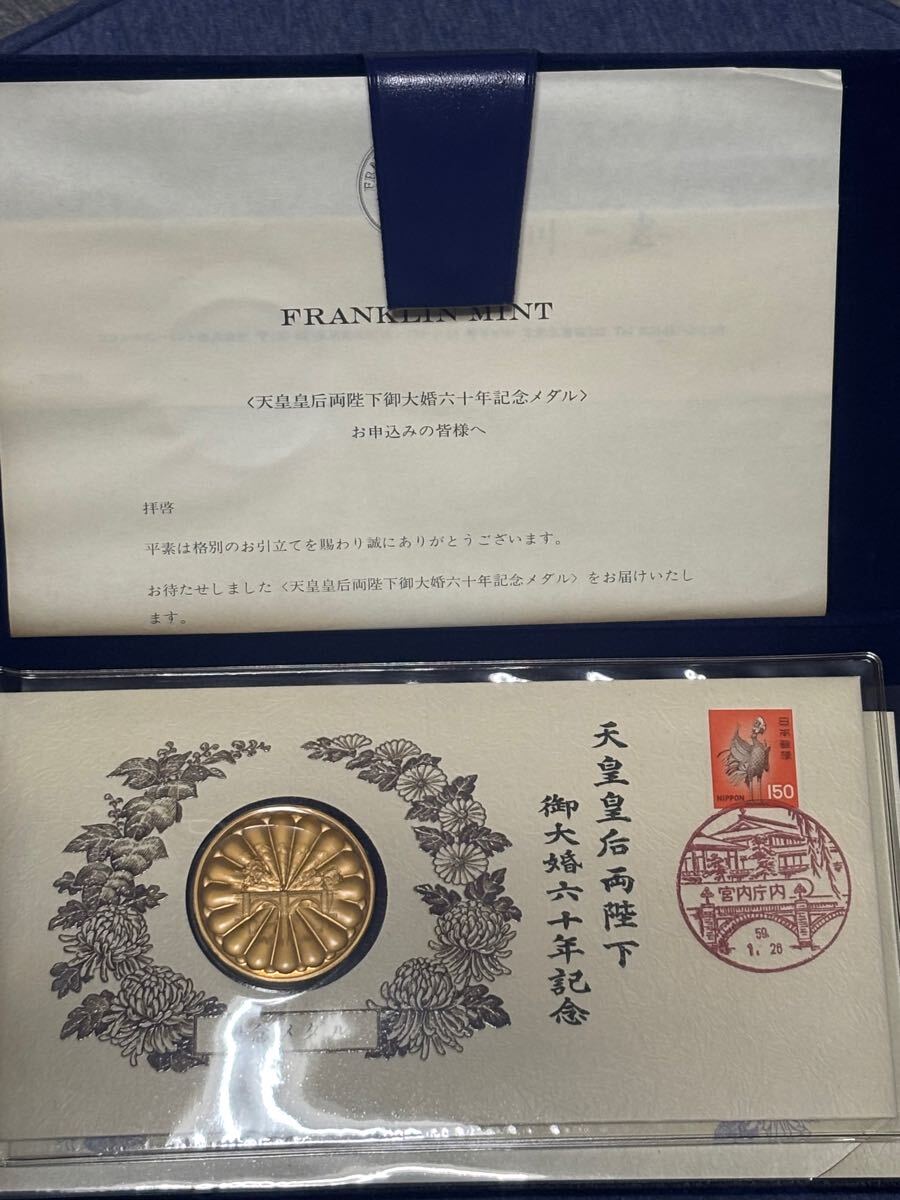 FRA
FRANKLIN MINT
〈天皇皇后両陛下御大婚六十年記念メダル〉
お申込みの皆様へ
拝啓
平素は格別のお引立てを賜わり誠にありがとうございます。
お待たせしました〈天皇皇后両陛下御大婚六十年記念メダル〉をお届けいたし
ます。
天皇皇后両陛下
御大婚六十年記念
日本郵便
NIPPON 150
宮内庁内
59.
1. 26
メダル